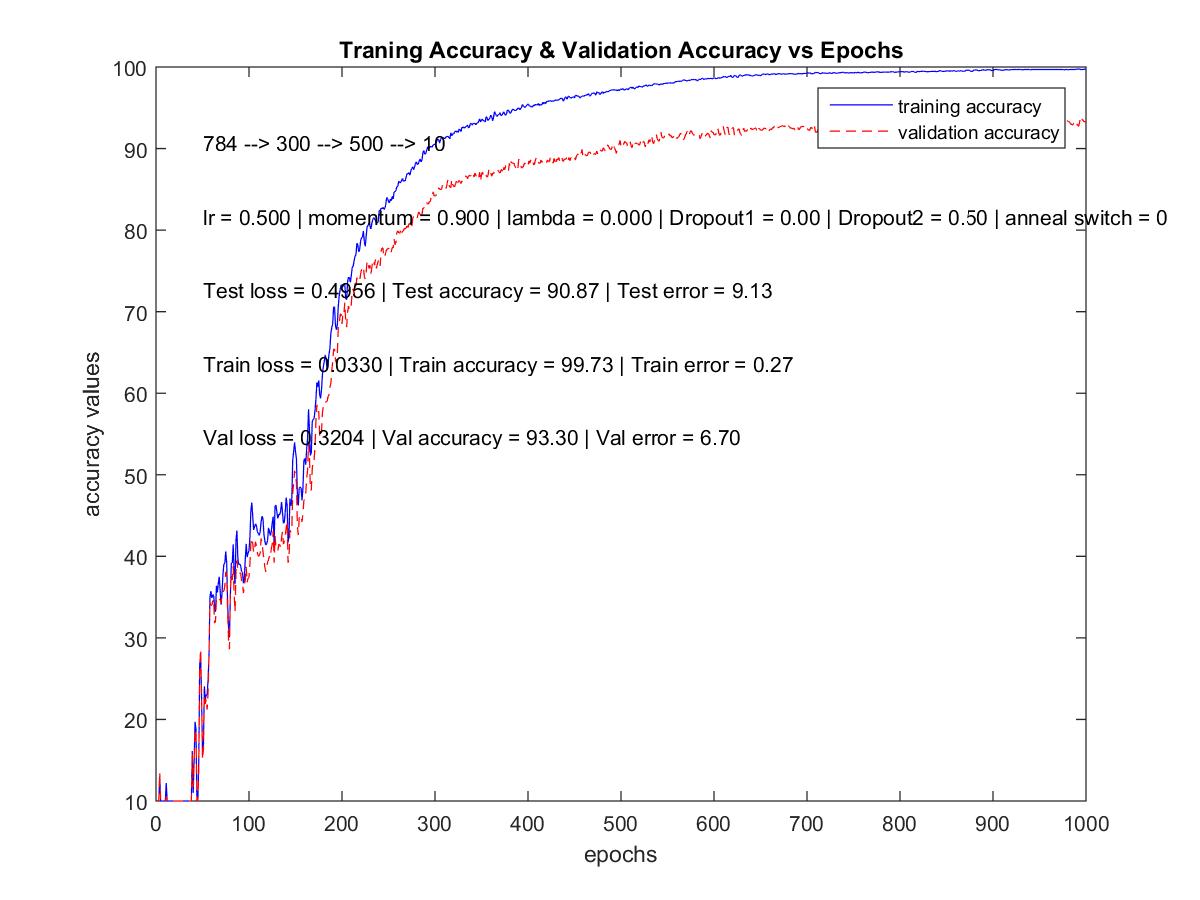 Traning Accuracy & Validation Accuracy vs Epochs
100
90
80
70
60
50
40
30
20
10
accuracy values
training accuracy
validation accuracy
784 --> 300 --> 500 --> 10
lr = 0.500 | momentum = 0.900 | lambda = 0.000 | Dropout1 = 0.00 | Dropout2 = 0.50 | anneal switch = 0
Test loss = 0.4956 | Test accuracy = 90.87 | Test error = 9.13
Train loss = 0.0330 | Train accuracy = 99.73 | Train error = 0.27
Val loss = 0.3204 | Val accuracy = 93.30 | Val error = 6.70
0 100 200 300 400 500 600 700 800 900 1000
epochs